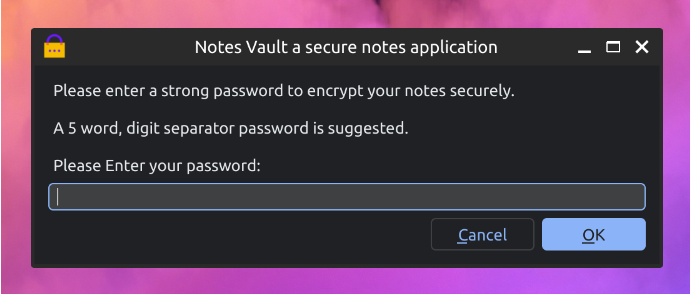 Notes Vault a secure notes application
Please enter a strong password to encrypt your notes securely.
A 5 word, digit separator password is suggested.
Please Enter your password:
Cancel
OK